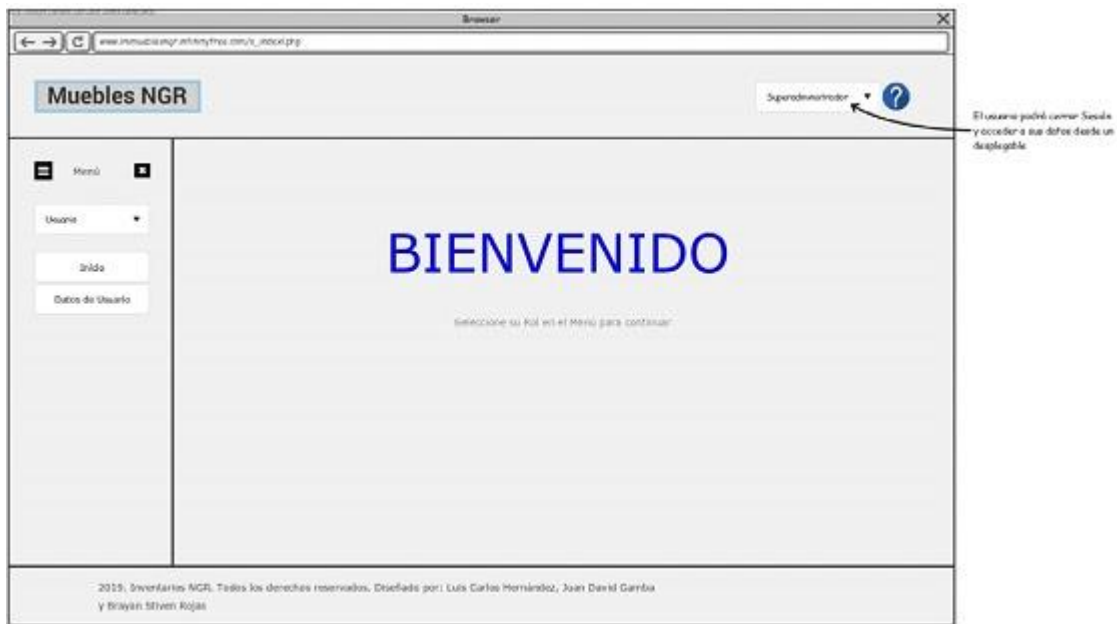 Browser
Muebles NGR
Superadministrador
?
El usuario podrá cerrar Sesión
y acceder a sus datos desde un
desplegable
Menú
Usuario
Inicio
Datos de Usuario
BIENVENIDO
Seleccione su Rol en el Menú para continuar
2019. Inventarios NGR. Todos los derechos reservados. Diseñado por: Luis Carlos Hernández, Juan David Gamba
y Brayan Stiven Rojas